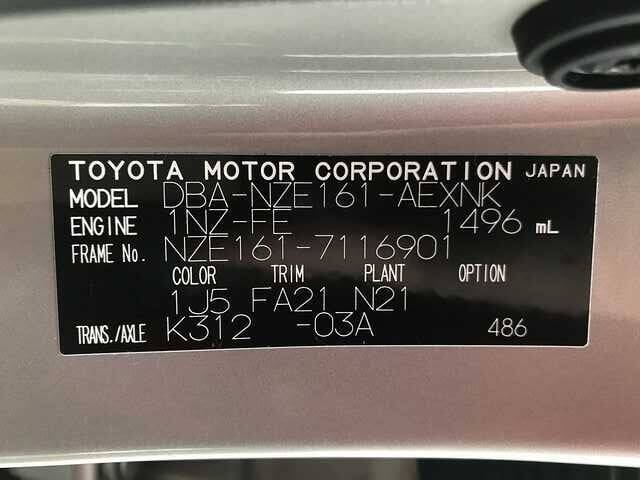 TOYOTA MOTOR CORPORATION JAPAN
MODEL DBA-NZE161-AEXNK
ENGINE 1NZ-FE 1496 mL
FRAME No. NZE161-7116901
COLOR TRIM PLANT OPTION
1J5 FA21 N21
TRANS./AXLE K312 -03A 486